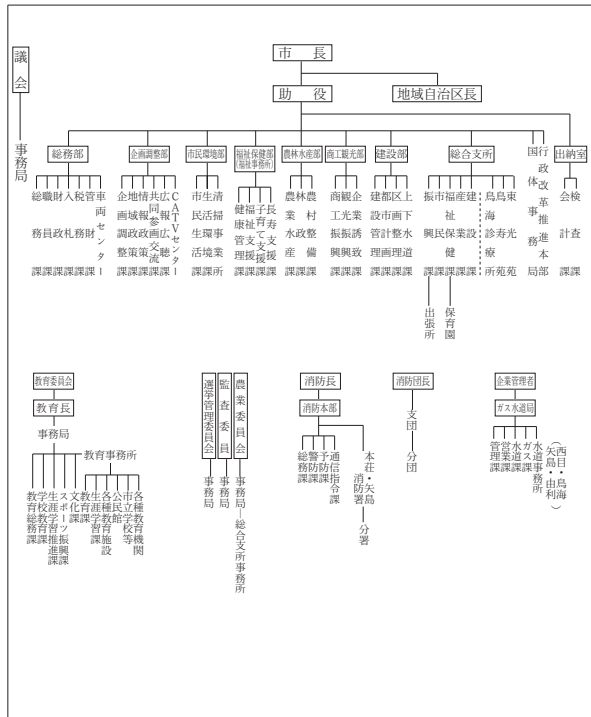 市長
議会
事務局
助役
地域自治区長
総務部
総務課
職員課
財政課
入札課
税務課
管財課
車両センター
企画調整部
企画調整課
地域政策課
情報政策課
共同参画交流課
広報広聴課
CATVセンター
市民環境部
市民課
生活環境課
清掃事業所
福祉保健部
(福祉事務所)
健康管理課
福祉支援課
子育て支援課
長寿支援課
農林水産部
農業水産課
林政課
農村整備課
商工観光部
商工振興課
観光振興課
企業誘致課
建設部
建設管理課
都市計画課
区画整理課
上下水道課
総合支所
振興課
出張所
市民課
福祉保健課
保育園
産業課
建設課
鳥海診療所
鳥寿苑
東光苑
国体事務局
行政改革推進本部
出納室
会計課
検査課
教育委員会
教育長
事務局
教育総務課
学校教育課
生涯学習推進課
スポーツ振興課
文化課
教育事務所
教育課
生涯学習課
各種教育施設
公民館
市立学校等
各種教育機関
選挙管理委員会
事務局
監査委員
事務局
農業委員会
事務局―総合支所事務所
消防長
消防本部
総務課
警防課
予防課
通信指令課
本荘・矢島
消防署
分署
消防団長
支団
分団
企業管理者
ガス水道局
管理課
営業課
水道課
ガス課
水道事務所
(西目・鳥海
矢島・由利)